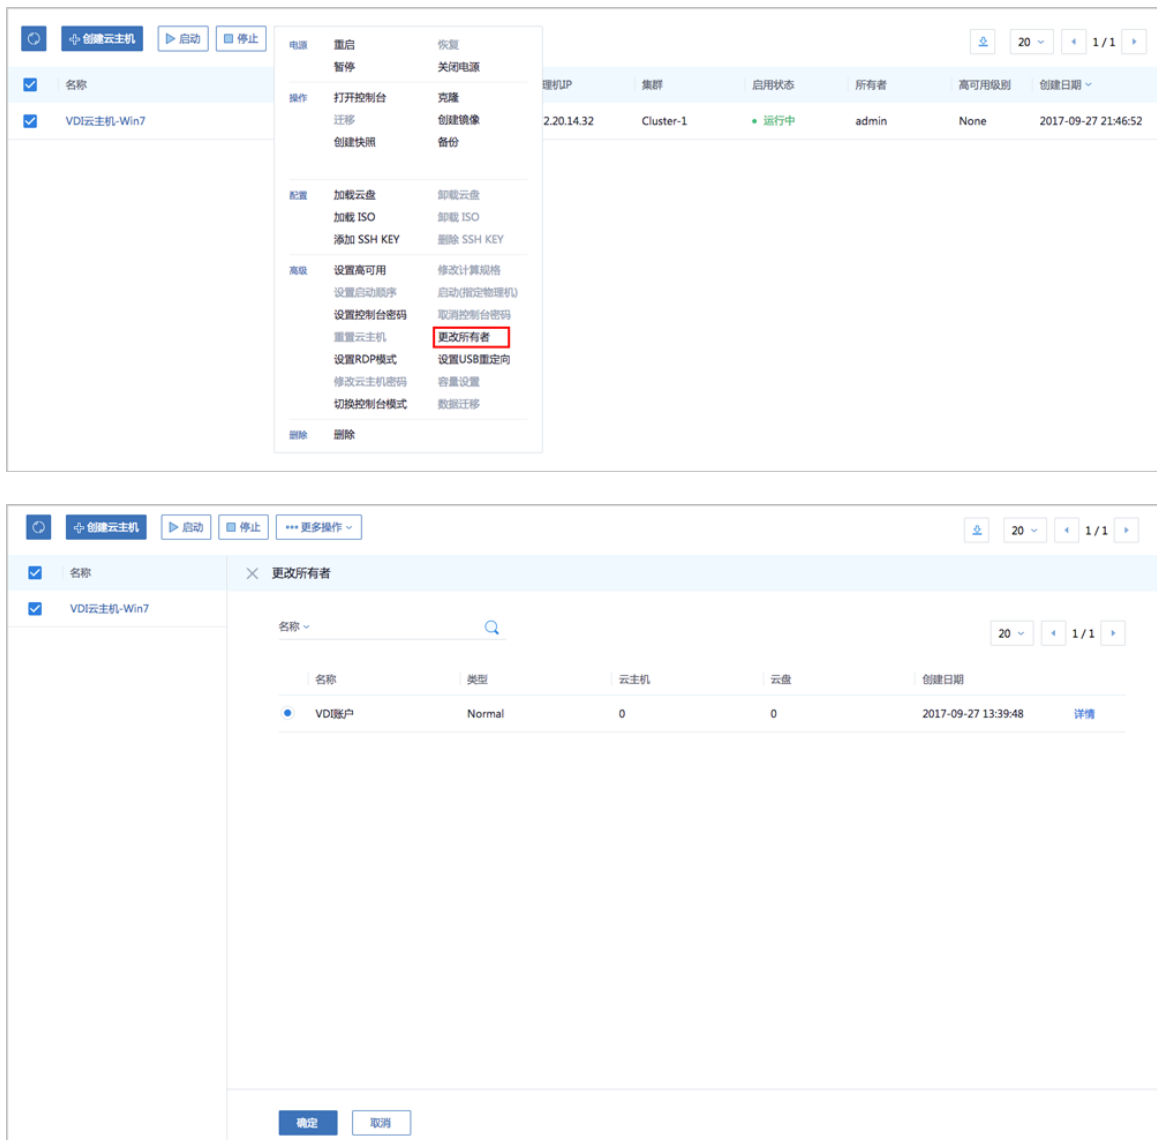 创建云主机 启动 停止 20 1 / 1
名称 理机IP 集群 启用状态 所有者 高可用级别 创建日期
VDI云主机-Win7 2.20.14.32 Cluster-1 运行中 admin None 2017-09-27 21:46:52
电源 重启 恢复
暂停 关闭电源
操作 打开控制台 克隆
迁移 创建镜像
创建快照 备份
配置 加载云盘 卸载云盘
加载 ISO 卸载 ISO
添加 SSH KEY 删除 SSH KEY
高级 设置高可用 修改计算规格
设置启动顺序 启动(指定物理机)
设置控制台密码 取消控制台密码
重置云主机 更改所有者
设置RDP模式 设置USB重定向
修改云主机密码 容量设置
切换控制台模式 数据迁移
删除 删除
创建云主机 启动 停止 ••• 更多操作 20 1 / 1
名称 更改所有者
VDI云主机-Win7
名称 20 1 / 1
名称 类型 云主机 云盘 创建日期
VDI账户 Normal 0 0 2017-09-27 13:39:48 详情
确定 取消